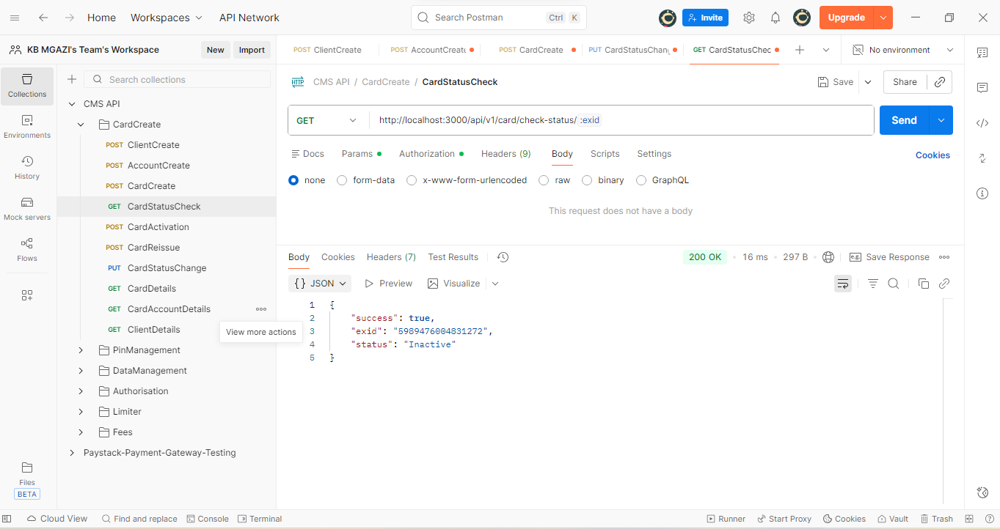 Home Workspaces API Network Search Postman Ctrl K Invite Upgrade
KB MGAZI's Team's Workspace New Import
POST ClientCreate POST AccountCreate POST CardCreate PUT CardStatusChang GET CardStatusChec No environment
Collections
Environments
History
Mock servers
Flows
Files
BETA
Search collections
CMS API
CardCreate
POST ClientCreate
POST AccountCreate
POST CardCreate
GET CardStatusCheck
POST CardActivation
POST CardReissue
PUT CardStatusChange
GET CardDetails
GET CardAccountDetails
GET ClientDetails
View more actions
PinManagement
DataManagement
Authorisation
Limiter
Fees
Paystack-Payment-Gateway-Testing
HTTP CMS API / CardCreate / CardStatusCheck Save Share
GET http://localhost:3000/api/v1/card/check-status/ :exid Send
Docs Params Authorization Headers (9) Body Scripts Settings Cookies
none form-data x-www-form-urlencoded raw binary GraphQL
This request does not have a body
Body Cookies Headers (7) Test Results 200 OK 16 ms 297 B e.g. Save Response
{} JSON Preview Visualize
1 {
2 "success": true,
3 "exid": "5989476004831272",
4 "status": "Inactive"
5 }
Cloud View Find and replace Console Terminal Runner Start Proxy Cookies Vault Trash